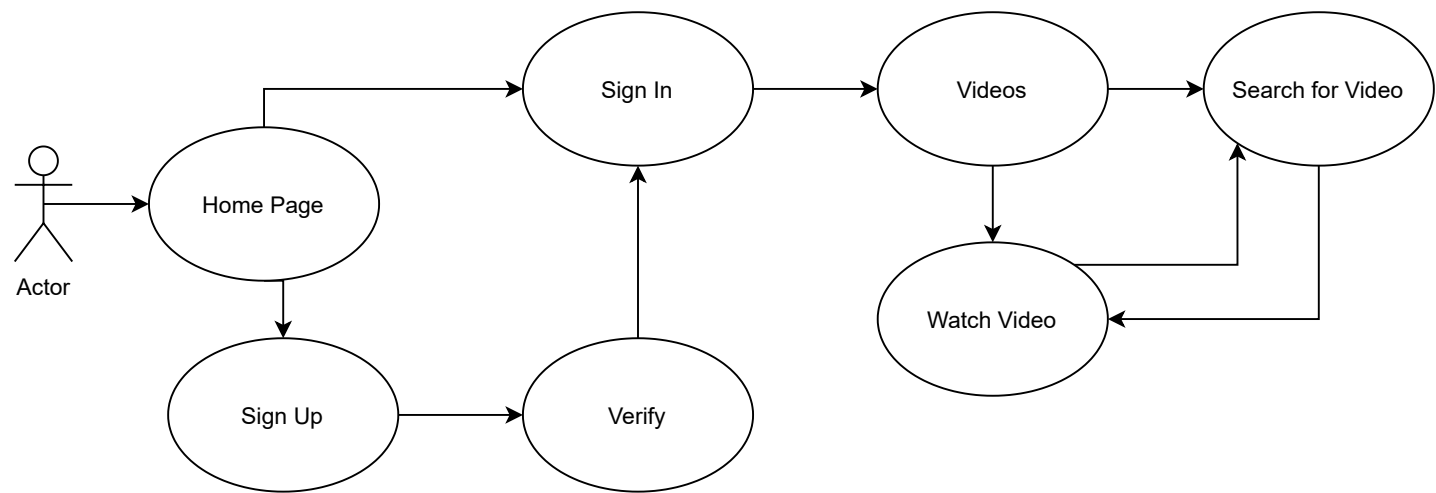 Sign In
Videos
Search for Video
Home Page
Actor
Watch Video
Sign Up
Verify